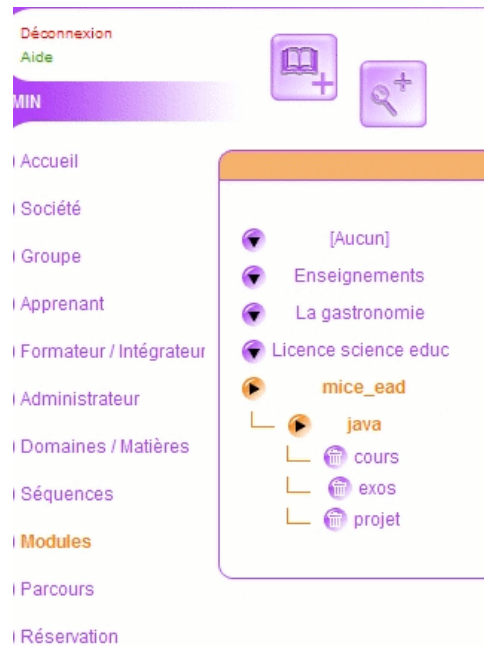 Déconnexion
Aide
MIN
Accueil
Société
Groupe
Apprenant
Formateur / Intégrateur
Administrateur
Domaines / Matières
Séquences
Modules
Parcours
Réservation
[Aucun]
Enseignements
La gastronomie
Licence science educ
mice_ead
java
cours
exos
projet